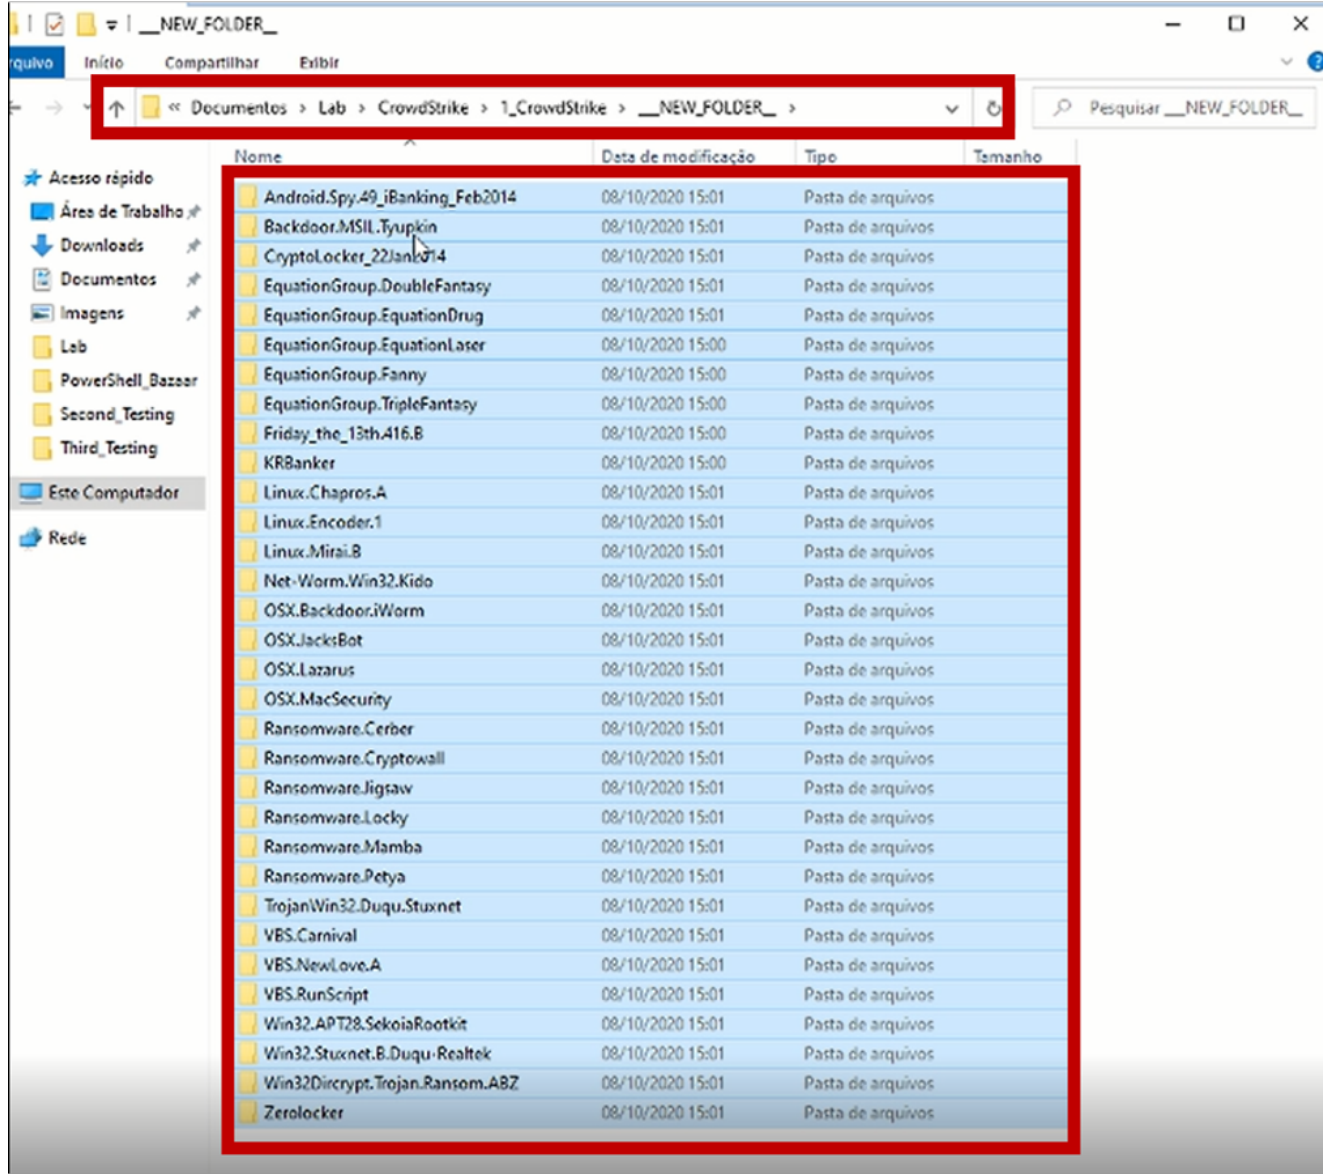 __NEW_FOLDER_
Arquivo Início Compartilhar Exibir
« Documentos > Lab > CrowdStrike > 1_CrowdStrike > __NEW_FOLDER__ >
Pesquisar __NEW_FOLDER__
Acesso rápido
Área de Trabalho
Downloads
Documentos
Imagens
Lab
PowerShell_Bazaar
Second_Testing
Third_Testing
Este Computador
Rede
Nome Data de modificação Tipo Tamanho
Android.Spy.49_iBanking_Feb2014 08/10/2020 15:01 Pasta de arquivos
Backdoor.MSIL.Tyupkin 08/10/2020 15:01 Pasta de arquivos
CryptoLocker_22Jan2014 08/10/2020 15:01 Pasta de arquivos
EquationGroup.DoubleFantasy 08/10/2020 15:01 Pasta de arquivos
EquationGroup.EquationDrug 08/10/2020 15:01 Pasta de arquivos
EquationGroup.EquationLaser 08/10/2020 15:00 Pasta de arquivos
EquationGroup.Fanny 08/10/2020 15:00 Pasta de arquivos
EquationGroup.TripleFantasy 08/10/2020 15:00 Pasta de arquivos
Friday_the_13th.416.B 08/10/2020 15:00 Pasta de arquivos
KRBanker 08/10/2020 15:00 Pasta de arquivos
Linux.Chapros.A 08/10/2020 15:01 Pasta de arquivos
Linux.Encoder.1 08/10/2020 15:01 Pasta de arquivos
Linux.Mirai.B 08/10/2020 15:01 Pasta de arquivos
Net-Worm.Win32.Kido 08/10/2020 15:01 Pasta de arquivos
OSX.Backdoor.iWorm 08/10/2020 15:01 Pasta de arquivos
OSX.JacksBot 08/10/2020 15:01 Pasta de arquivos
OSX.Lazarus 08/10/2020 15:01 Pasta de arquivos
OSX.MacSecurity 08/10/2020 15:01 Pasta de arquivos
Ransomware.Cerber 08/10/2020 15:01 Pasta de arquivos
Ransomware.Cryptowall 08/10/2020 15:01 Pasta de arquivos
Ransomware.Jigsaw 08/10/2020 15:01 Pasta de arquivos
Ransomware.Locky 08/10/2020 15:01 Pasta de arquivos
Ransomware.Mamba 08/10/2020 15:01 Pasta de arquivos
Ransomware.Petya 08/10/2020 15:01 Pasta de arquivos
TrojanWin32.Duqu.Stuxnet 08/10/2020 15:01 Pasta de arquivos
VBS.Carnival 08/10/2020 15:01 Pasta de arquivos
VBS.NewLove.A 08/10/2020 15:01 Pasta de arquivos
VBS.RunScript 08/10/2020 15:01 Pasta de arquivos
Win32.APT28.SekoiaRootkit 08/10/2020 15:01 Pasta de arquivos
Win32.Stuxnet.B.Duqu-Realtek 08/10/2020 15:01 Pasta de arquivos
Win32Dircrypt.Trojan.Ransom.ABZ 08/10/2020 15:01 Pasta de arquivos
Zerolocker 08/10/2020 15:01 Pasta de arquivos